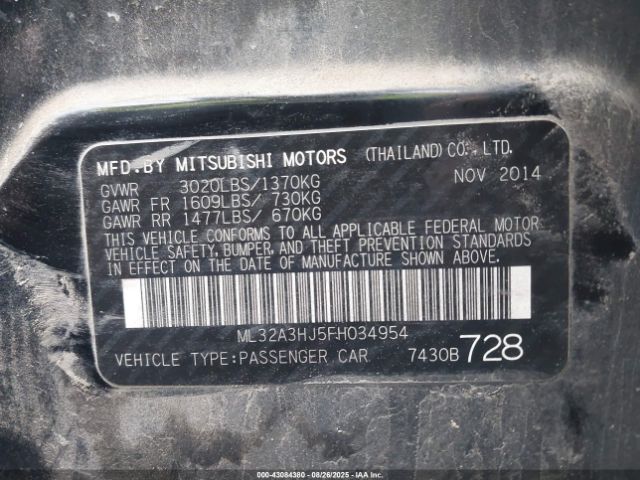 MFD.BY MITSUBISHI MOTORS (THAILAND) CO., LTD.
GVWR 3020LBS/1370KG NOV 2014
GAWR FR 1609LBS/ 730KG
GAWR RR 1477LBS/ 670KG
THIS VEHICLE CONFORMS TO ALL APPLICABLE FEDERAL MOTOR
VEHICLE SAFETY, BUMPER, AND THEFT PREVENTION STANDARDS
IN EFFECT ON THE DATE OF MANUFACTURE SHOWN ABOVE.
ML32A3HJ5FH034954
VEHICLE TYPE:PASSENGER CAR 7430B 728
000-43084380 - 08/26/2025 - IAAI.COM